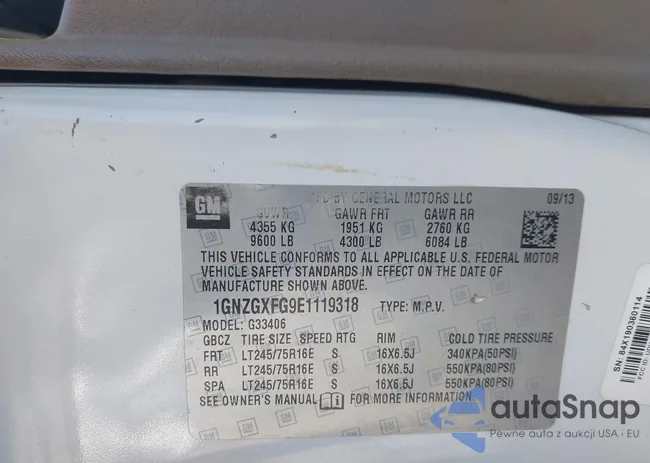 GM
MFD BY GENERAL MOTORS LLC 09/13
GVWR GAWR FRT GAWR RR
4355 KG 1951 KG 2760 KG
9600 LB 4300 LB 6084 LB
THIS VEHICLE CONFORMS TO ALL APPLICABLE U.S. FEDERAL MOTOR
VEHICLE SAFETY STANDARDS IN EFFECT ON THE DATE OF
MANUFACTURE SHOWN ABOVE.
1GNZGXFG9E1119318 TYPE: M.P.V.
MODEL: G33406
GBCZ TIRE SIZE SPEED RTG RIM COLD TIRE PRESSURE
FRT LT245/75R16E S 16X6.5J 340KPA(50PSI)
RR LT245/75R16E S 16X6.5J 550KPA(80PSI)
SPA LT245/75R16E S 16X6.5J 550KPA(80PSI)
SEE OWNER'S MANUAL FOR MORE INFORMATION.
SN: 84X190360114
FCC ID:
autoSnap
Pewne auta z aukcji USA i EU